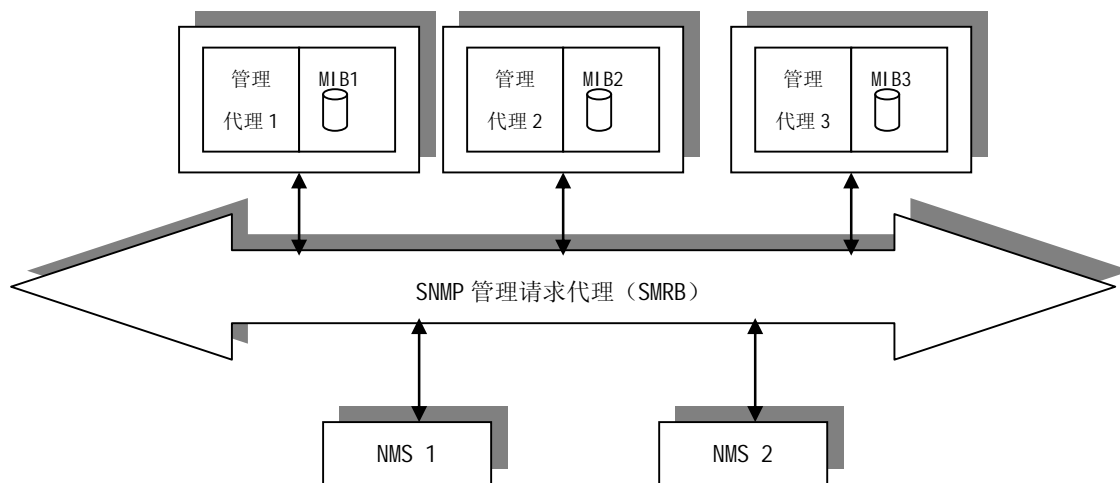 管理
代理 1
MIB1
管理
代理 2
MIB2
管理
代理 3
MIB3
SNMP 管理请求代理（SMRB）
NMS 1
NMS 2